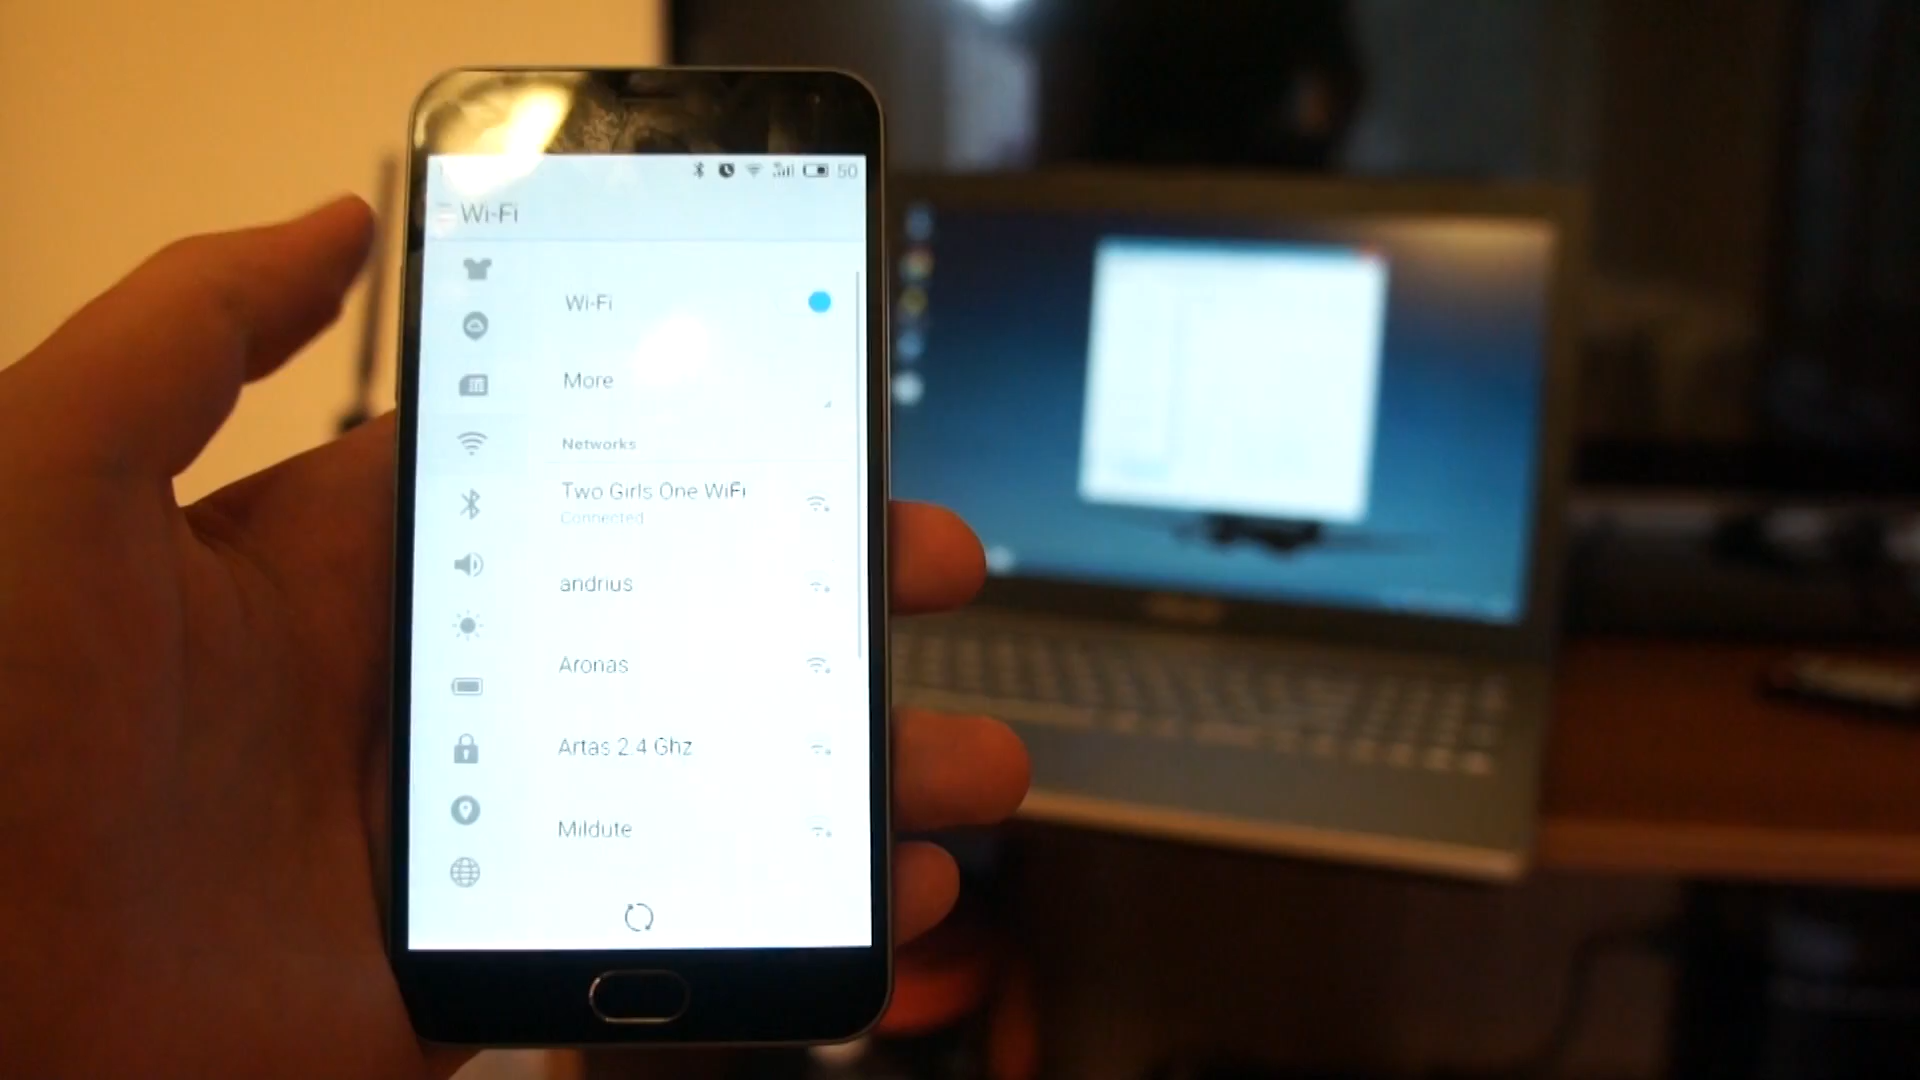 50
Wi-Fi
Wi-Fi
More
Networks
Two Girls One WiFi
Connected
andrius
Aronas
Artas 2.4 Ghz
Mildute